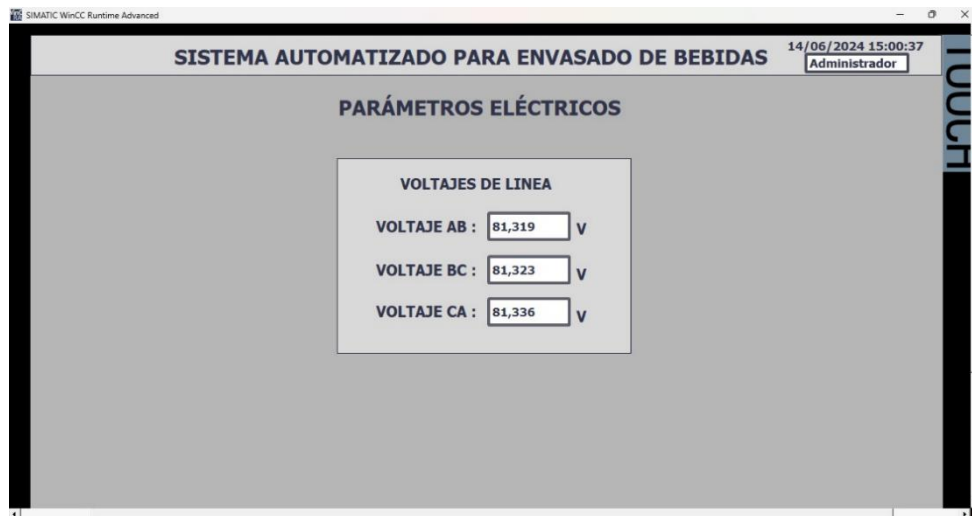 SIMATIC WinCC Runtime Advanced
SISTEMA AUTOMATIZADO PARA ENVASADO DE BEBIDAS
14/06/2024 15:00:37
Administrador
TOUCH
PARÁMETROS ELÉCTRICOS
VOLTAJES DE LINEA
VOLTAJE AB : 81,319 V
VOLTAJE BC : 81,323 V
VOLTAJE CA : 81,336 V